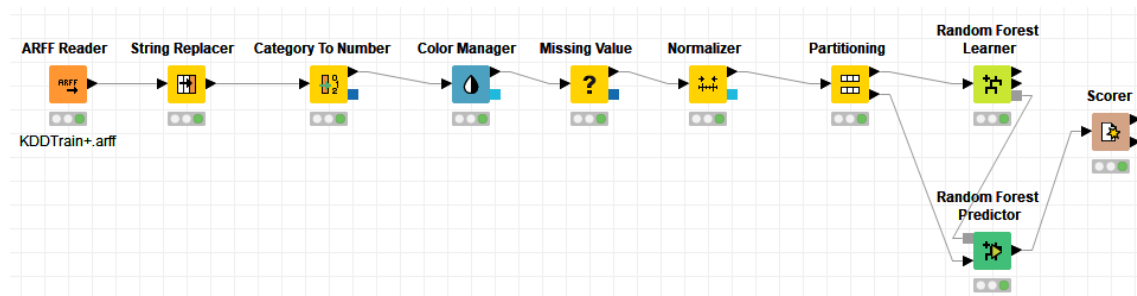 Random Forest
Learner
ARFF Reader
String Replacer
Category To Number
Color Manager
Missing Value
Normalizer
Partitioning
Scorer
ARFF
?
KDDTrain+.arff
Random Forest
Predictor